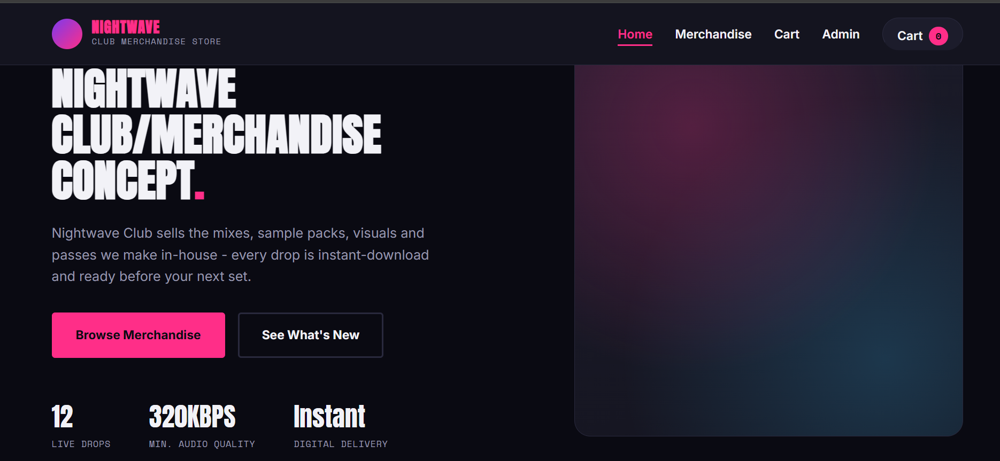 NIGHTWAVE
CLUB MERCHANDISE STORE
Home
Merchandise
Cart
Admin
Cart 0
NIGHTWAVE
CLUB/MERCHANDISE
CONCEPT.
Nightwave Club sells the mixes, sample packs, visuals and
passes we make in-house - every drop is instant-download
and ready before your next set.
Browse Merchandise
See What's New
12
LIVE DROPS
320KBPS
MIN. AUDIO QUALITY
Instant
DIGITAL DELIVERY